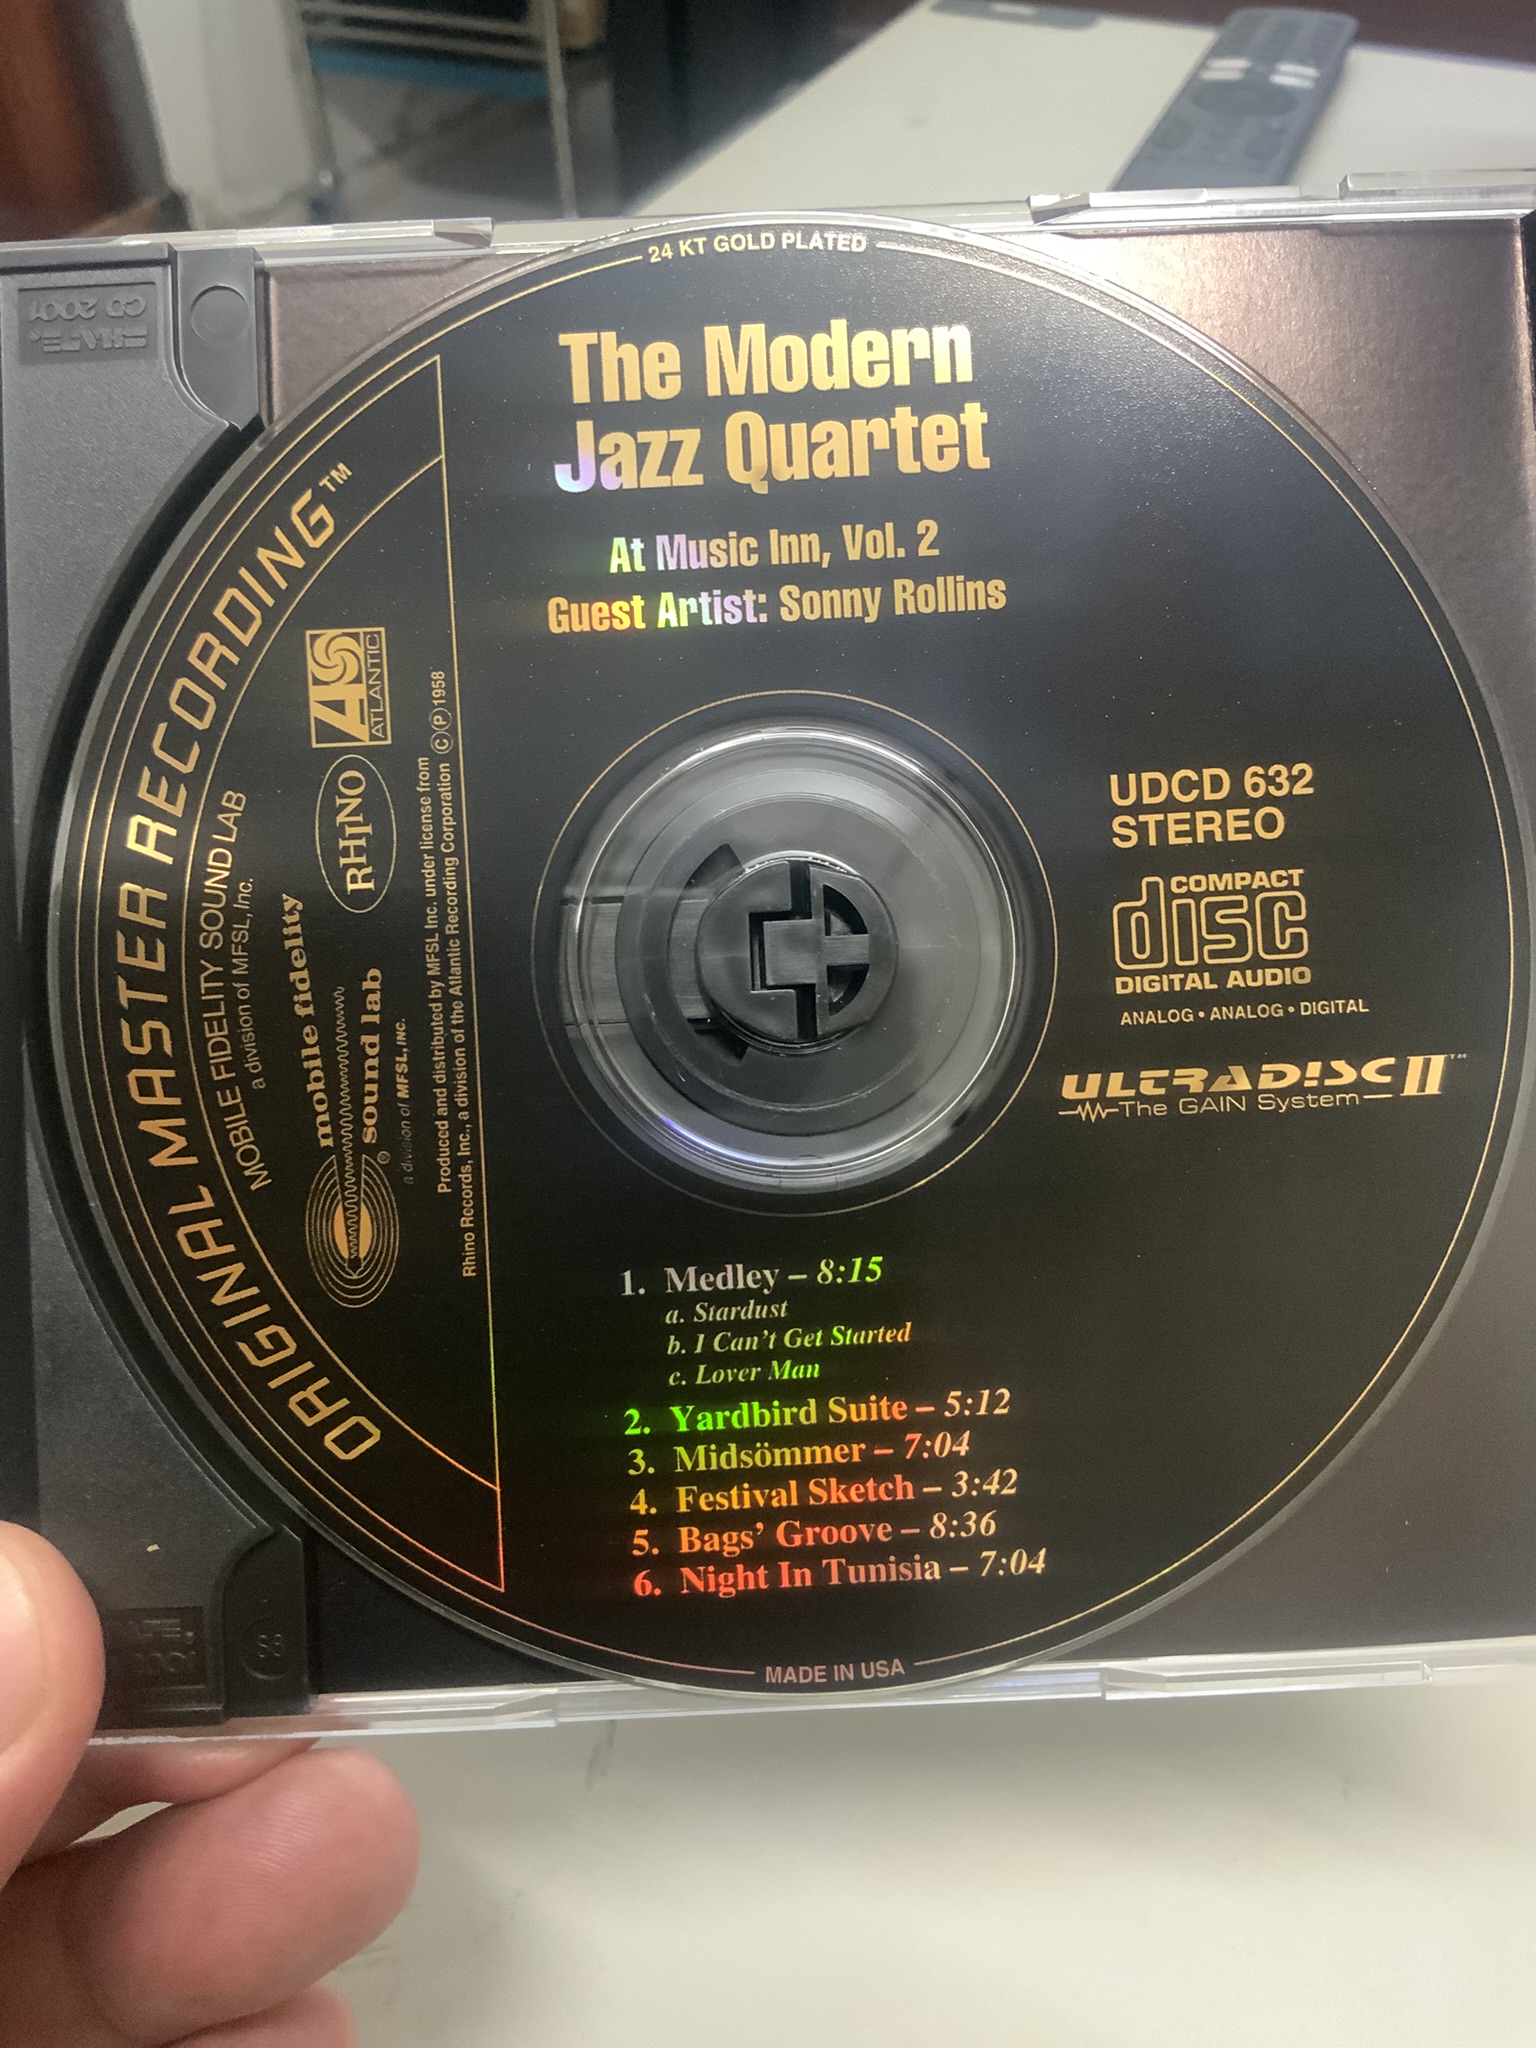 24 KT GOLD PLATED
The Modern
Jazz Quartet
At Music Inn, Vol. 2
Guest Artist: Sonny Rollins
ORIGINAL MASTER RECORDING™
MOBILE FIDELITY SOUND LAB
a division of MFSL, Inc.
mobile fidelity
sound lab®
a division of MFSL, INC.
RHINO
ATLANTIC
Produced and distributed by MFSL Inc. under license from
Rhino Records, Inc., a division of the Atlantic Recording Corporation ©℗1958
UDCD 632
STEREO
COMPACT
disc
DIGITAL AUDIO
ANALOG • ANALOG • DIGITAL
ULTRADISC II™
The GAIN System
1. Medley – 8:15
a. Stardust
b. I Can't Get Started
c. Lover Man
2. Yardbird Suite – 5:12
3. Midsömmer – 7:04
4. Festival Sketch – 3:42
5. Bags' Groove – 8:36
6. Night In Tunisia – 7:04
MADE IN USA
CD 2001